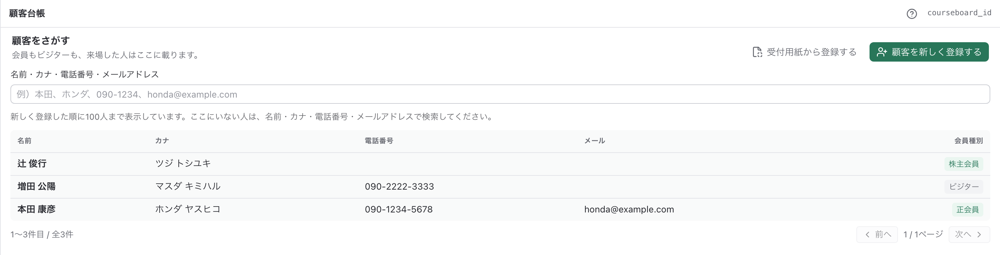 顧客台帳
courseboard_id
顧客をさがす
会員もビジターも、来場した人はここに載ります。
受付用紙から登録する
顧客を新しく登録する
名前・カナ・電話番号・メールアドレス
例）本田、ホンダ、090-1234、honda@example.com
新しく登録した順に100人まで表示しています。ここにいない人は、名前・カナ・電話番号・メールアドレスで検索してください。
名前 カナ 電話番号 メール 会員種別
辻 俊行 ツジ トシユキ 株主会員
増田 公陽 マスダ キミハル 090-2222-3333 ビジター
本田 康彦 ホンダ ヤスヒコ 090-1234-5678 honda@example.com 正会員
1〜3件目 / 全3件
前へ 1 / 1ページ 次へ